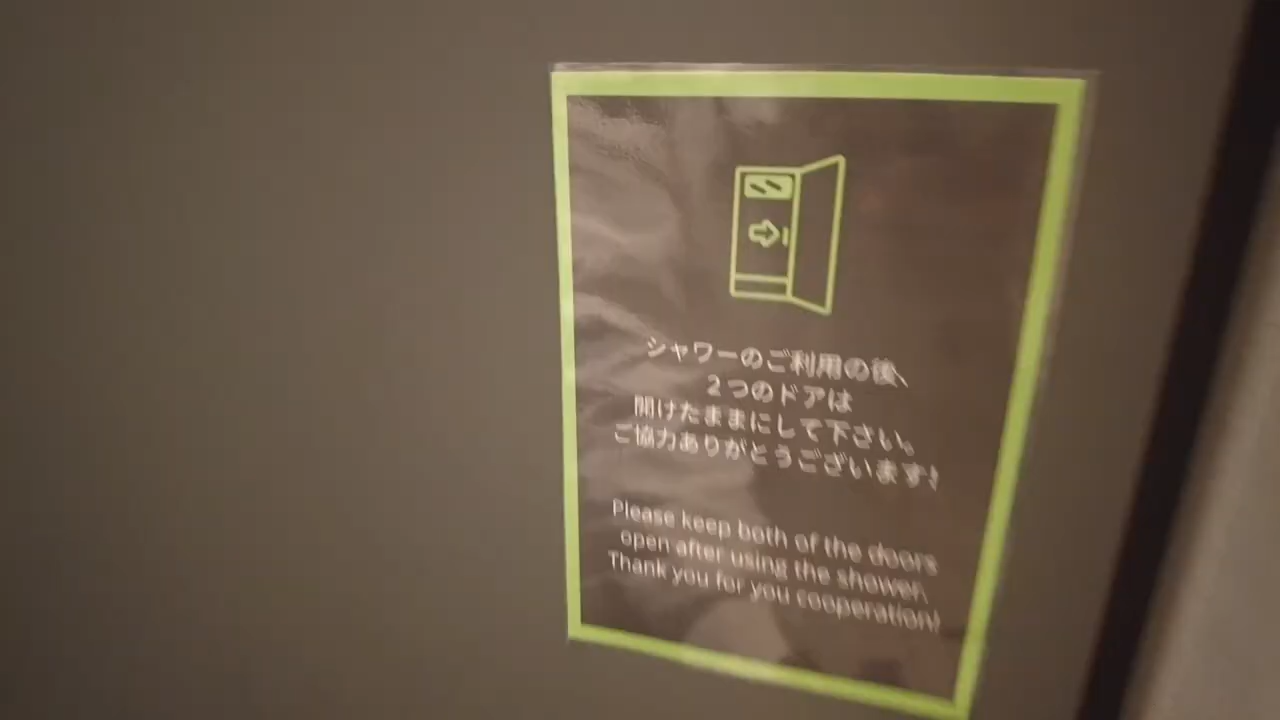 シャワーのご利用の後、
２つのドアは
開けたままにして下さい。
ご協力ありがとうございます!
Please keep both of the doors
open after using the shower.
Thank you for you cooperation!